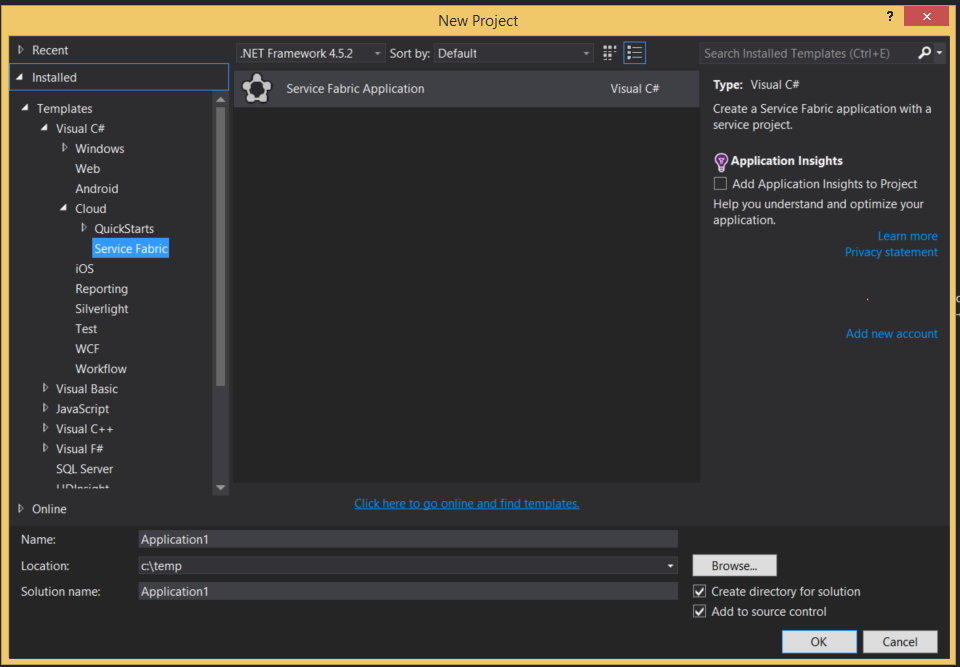 New Project
?
Recent
.NET Framework 4.5.2
Sort by:
Default
Search Installed Templates (Ctrl+E)
Installed
Service Fabric Application
Visual C#
Type: Visual C#
Create a Service Fabric application with a
service project.
Application Insights
Add Application Insights to Project
Help you understand and optimize your
application.
Learn more
Privacy statement
Add new account
Templates
Visual C#
Windows
Web
Android
Cloud
QuickStarts
Service Fabric
iOS
Reporting
Silverlight
Test
WCF
Workflow
Visual Basic
JavaScript
Visual C++
Visual F#
SQL Server
HDInsight
Online
Click here to go online and find templates.
Name:
Application1
Location:
c:\temp
Browse...
Solution name:
Application1
Create directory for solution
Add to source control
OK
Cancel